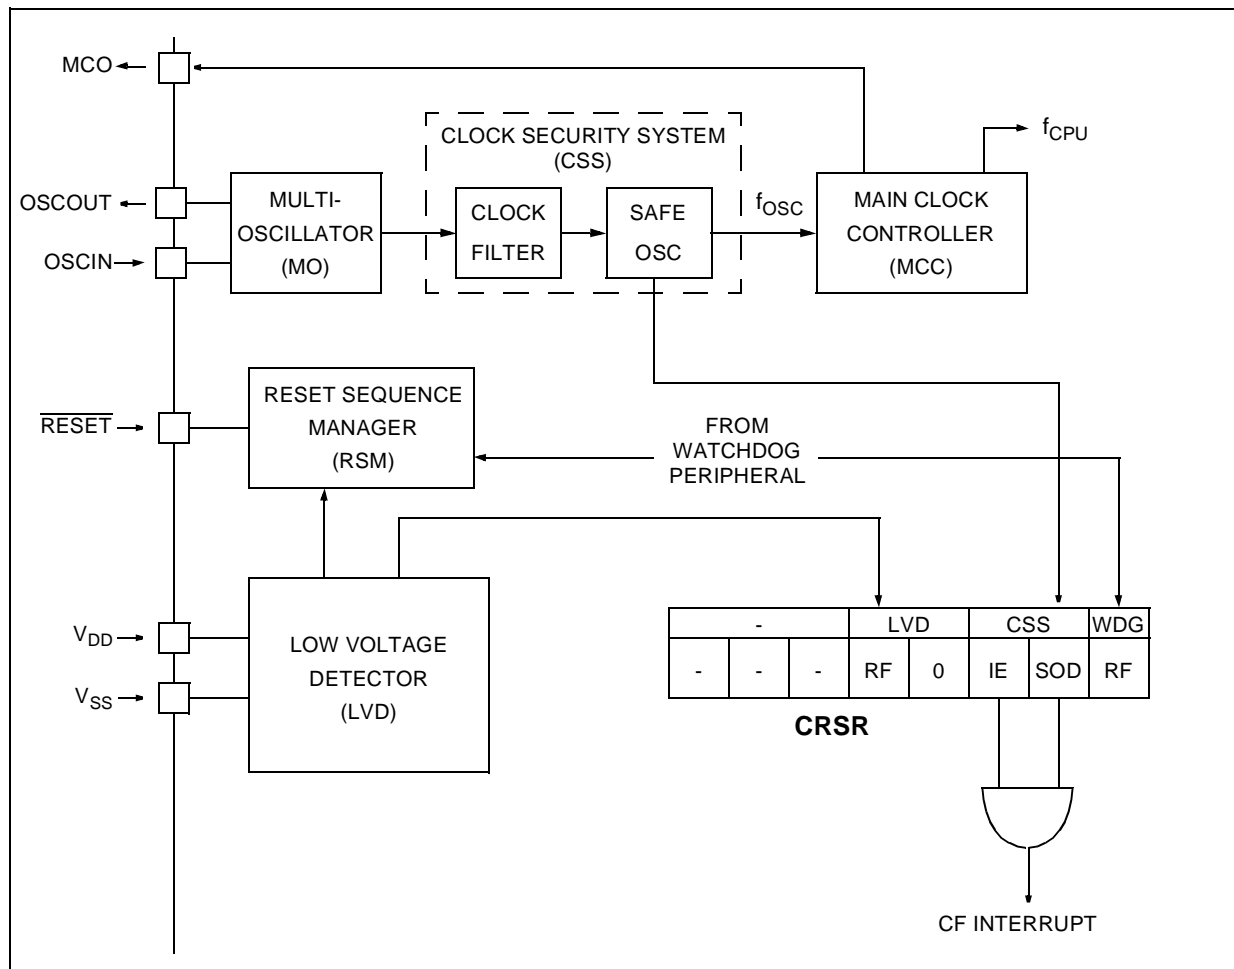 MCO
CLOCK SECURITY SYSTEM
(CSS)
fCPU
OSCOUT
OSCIN
MULTI-
OSCILLATOR
(MO)
CLOCK
FILTER
SAFE
OSC
fOSC
MAIN CLOCK
CONTROLLER
(MCC)
RESET
RESET SEQUENCE
MANAGER
(RSM)
FROM
WATCHDOG
PERIPHERAL
VDD
VSS
LOW VOLTAGE
DETECTOR
(LVD)
- LVD CSS WDG
- - - RF 0 IE SOD RF
CRSR
CF INTERRUPT